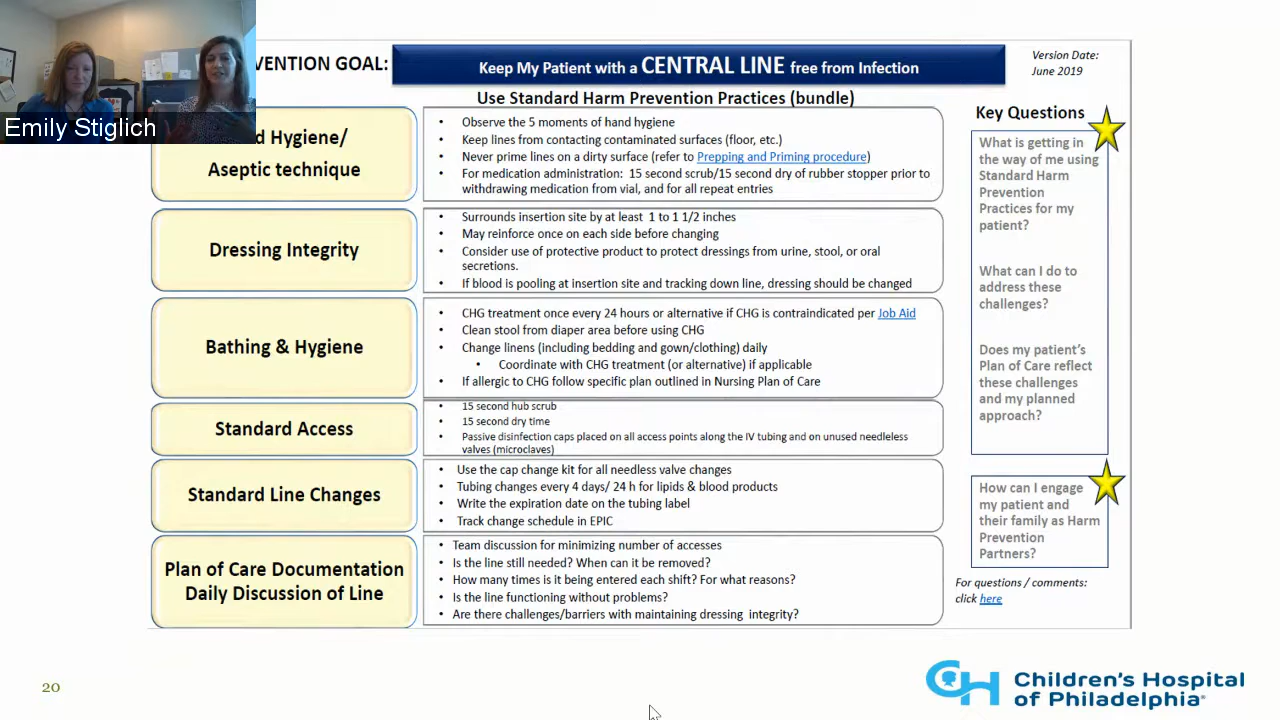 Emily Stiglich
VENTION GOAL:
Keep My Patient with a CENTRAL LINE free from Infection
Version Date:
June 2019
Use Standard Harm Prevention Practices (bundle)
d Hygiene/
Aseptic technique
• Observe the 5 moments of hand hygiene
• Keep lines from contacting contaminated surfaces (floor, etc.)
• Never prime lines on a dirty surface (refer to Prepping and Priming procedure)
• For medication administration: 15 second scrub/15 second dry of rubber stopper prior to
withdrawing medication from vial, and for all repeat entries
Dressing Integrity
• Surrounds insertion site by at least 1 to 1 1/2 inches
• May reinforce once on each side before changing
• Consider use of protective product to protect dressings from urine, stool, or oral
secretions.
• If blood is pooling at insertion site and tracking down line, dressing should be changed
Bathing & Hygiene
• CHG treatment once every 24 hours or alternative if CHG is contraindicated per Job Aid
• Clean stool from diaper area before using CHG
• Change linens (including bedding and gown/clothing) daily
• Coordinate with CHG treatment (or alternative) if applicable
• If allergic to CHG follow specific plan outlined in Nursing Plan of Care
Standard Access
• 15 second hub scrub
• 15 second dry time
• Passive disinfection caps placed on all access points along the IV tubing and on unused needleless
valves (microclaves)
Standard Line Changes
• Use the cap change kit for all needless valve changes
• Tubing changes every 4 days/ 24 h for lipids & blood products
• Write the expiration date on the tubing label
• Track change schedule in EPIC
Plan of Care Documentation
Daily Discussion of Line
• Team discussion for minimizing number of accesses
• Is the line still needed? When can it be removed?
• How many times is it being entered each shift? For what reasons?
• Is the line functioning without problems?
• Are there challenges/barriers with maintaining dressing integrity?
Key Questions
What is getting in
the way of me using
Standard Harm
Prevention
Practices for my
patient?
What can I do to
address these
challenges?
Does my patient's
Plan of Care reflect
these challenges
and my planned
approach?
How can I engage
my patient and
their family as Harm
Prevention
Partners?
For questions / comments:
click here
20
CH
Children's Hospital
of Philadelphia